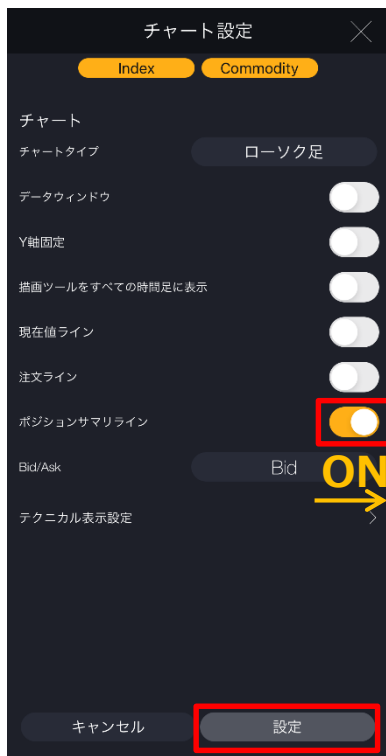 チャート設定
Index Commodity
チャート
チャートタイプ ローソク足
データウィンドウ
Y軸固定
描画ツールをすべての時間足に表示
現在値ライン
注文ライン
ポジションサマリライン
Bid/Ask Bid ON
テクニカル表示設定
キャンセル 設定